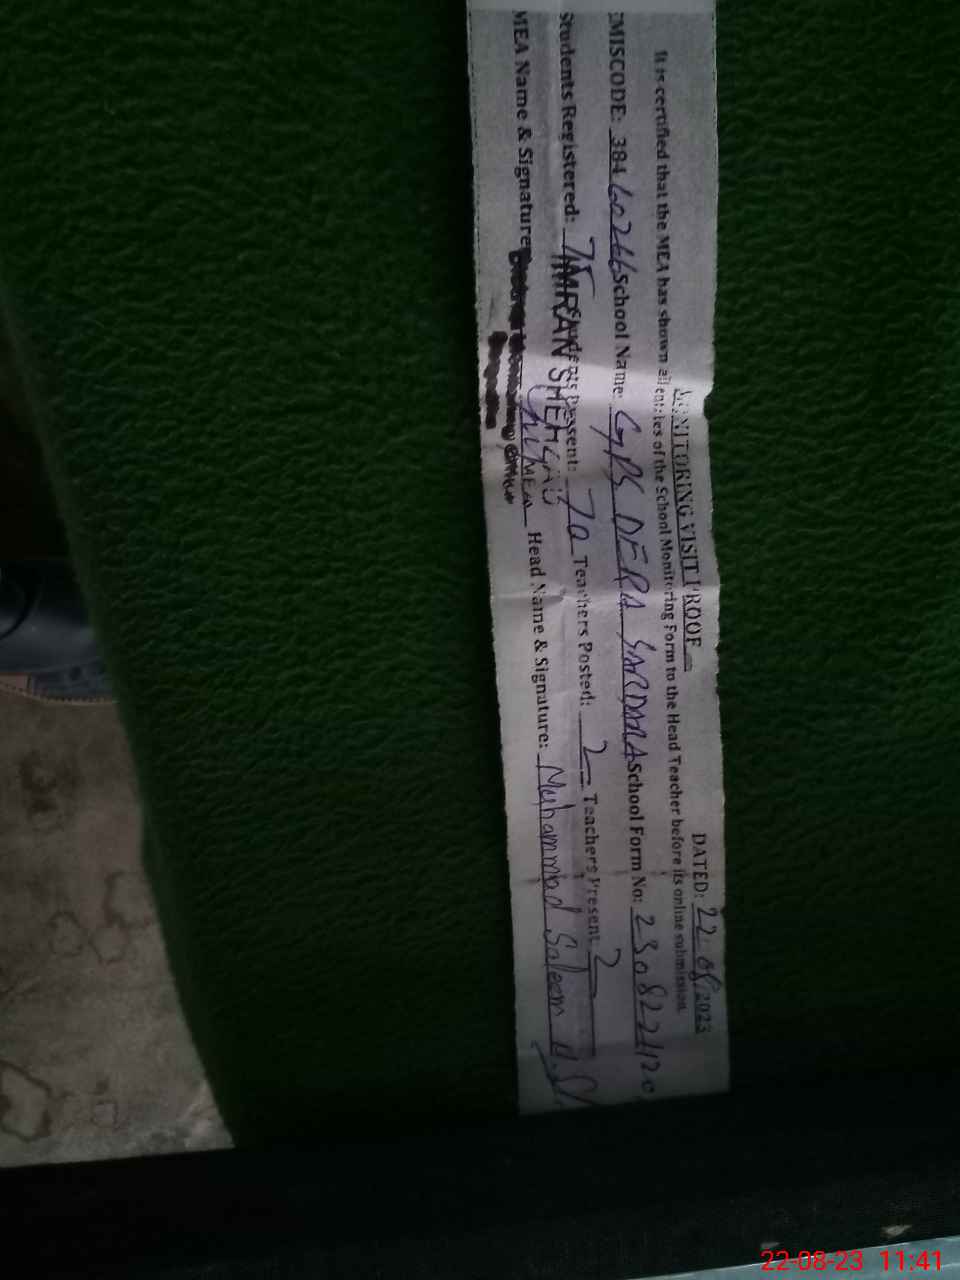 MONITORING VISIT PROOF
DATED: 22.08/2023
It is certified that the MEA has shown all entries of the School Monitoring Form to the Head Teacher before its online submission.
EMISCODE: 38460266 School Name: GPS DERA School Form No:
Students Registered: 75 Students Present: 70 Teachers Posted: 2 Teachers Present 2
MEA Name & Signature IMRAN MEA Head Name & Signature: Muhammad Saleem
22-08-23 11:41